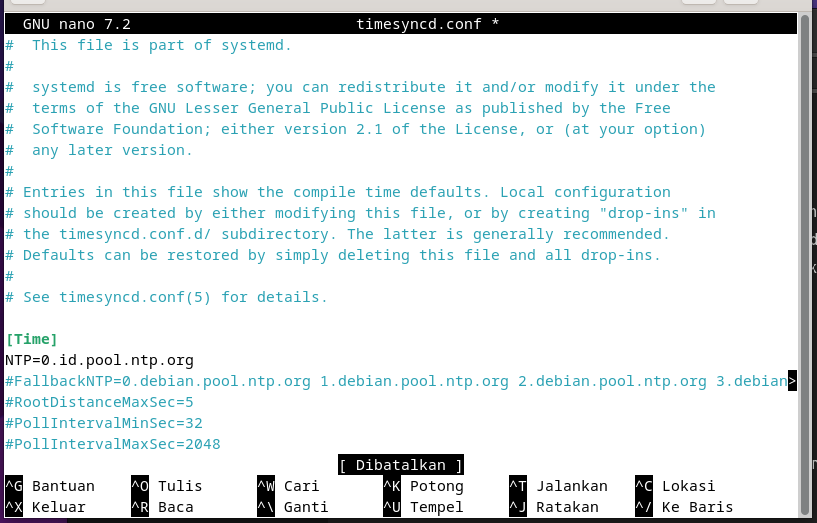 GNU nano 7.2 timesyncd.conf *
#  This file is part of systemd.
#
#  systemd is free software; you can redistribute it and/or modify it under the
#  terms of the GNU Lesser General Public License as published by the Free
#  Software Foundation; either version 2.1 of the License, or (at your option)
#  any later version.
#
# Entries in this file show the compile time defaults. Local configuration
# should be created by either modifying this file, or by creating "drop-ins" in
# the timesyncd.conf.d/ subdirectory. The latter is generally recommended.
# Defaults can be restored by simply deleting this file and all drop-ins.
#
# See timesyncd.conf(5) for details.
[Time]
NTP=0.id.pool.ntp.org
#FallbackNTP=0.debian.pool.ntp.org 1.debian.pool.ntp.org 2.debian.pool.ntp.org 3.debian>
#RootDistanceMaxSec=5
#PollIntervalMinSec=32
#PollIntervalMaxSec=2048
[ Dibatalkan ]
^G Bantuan ^O Tulis ^W Cari ^K Potong ^T Jalankan ^C Lokasi
^X Keluar ^R Baca ^\ Ganti ^U Tempel ^J Ratakan ^/ Ke Baris